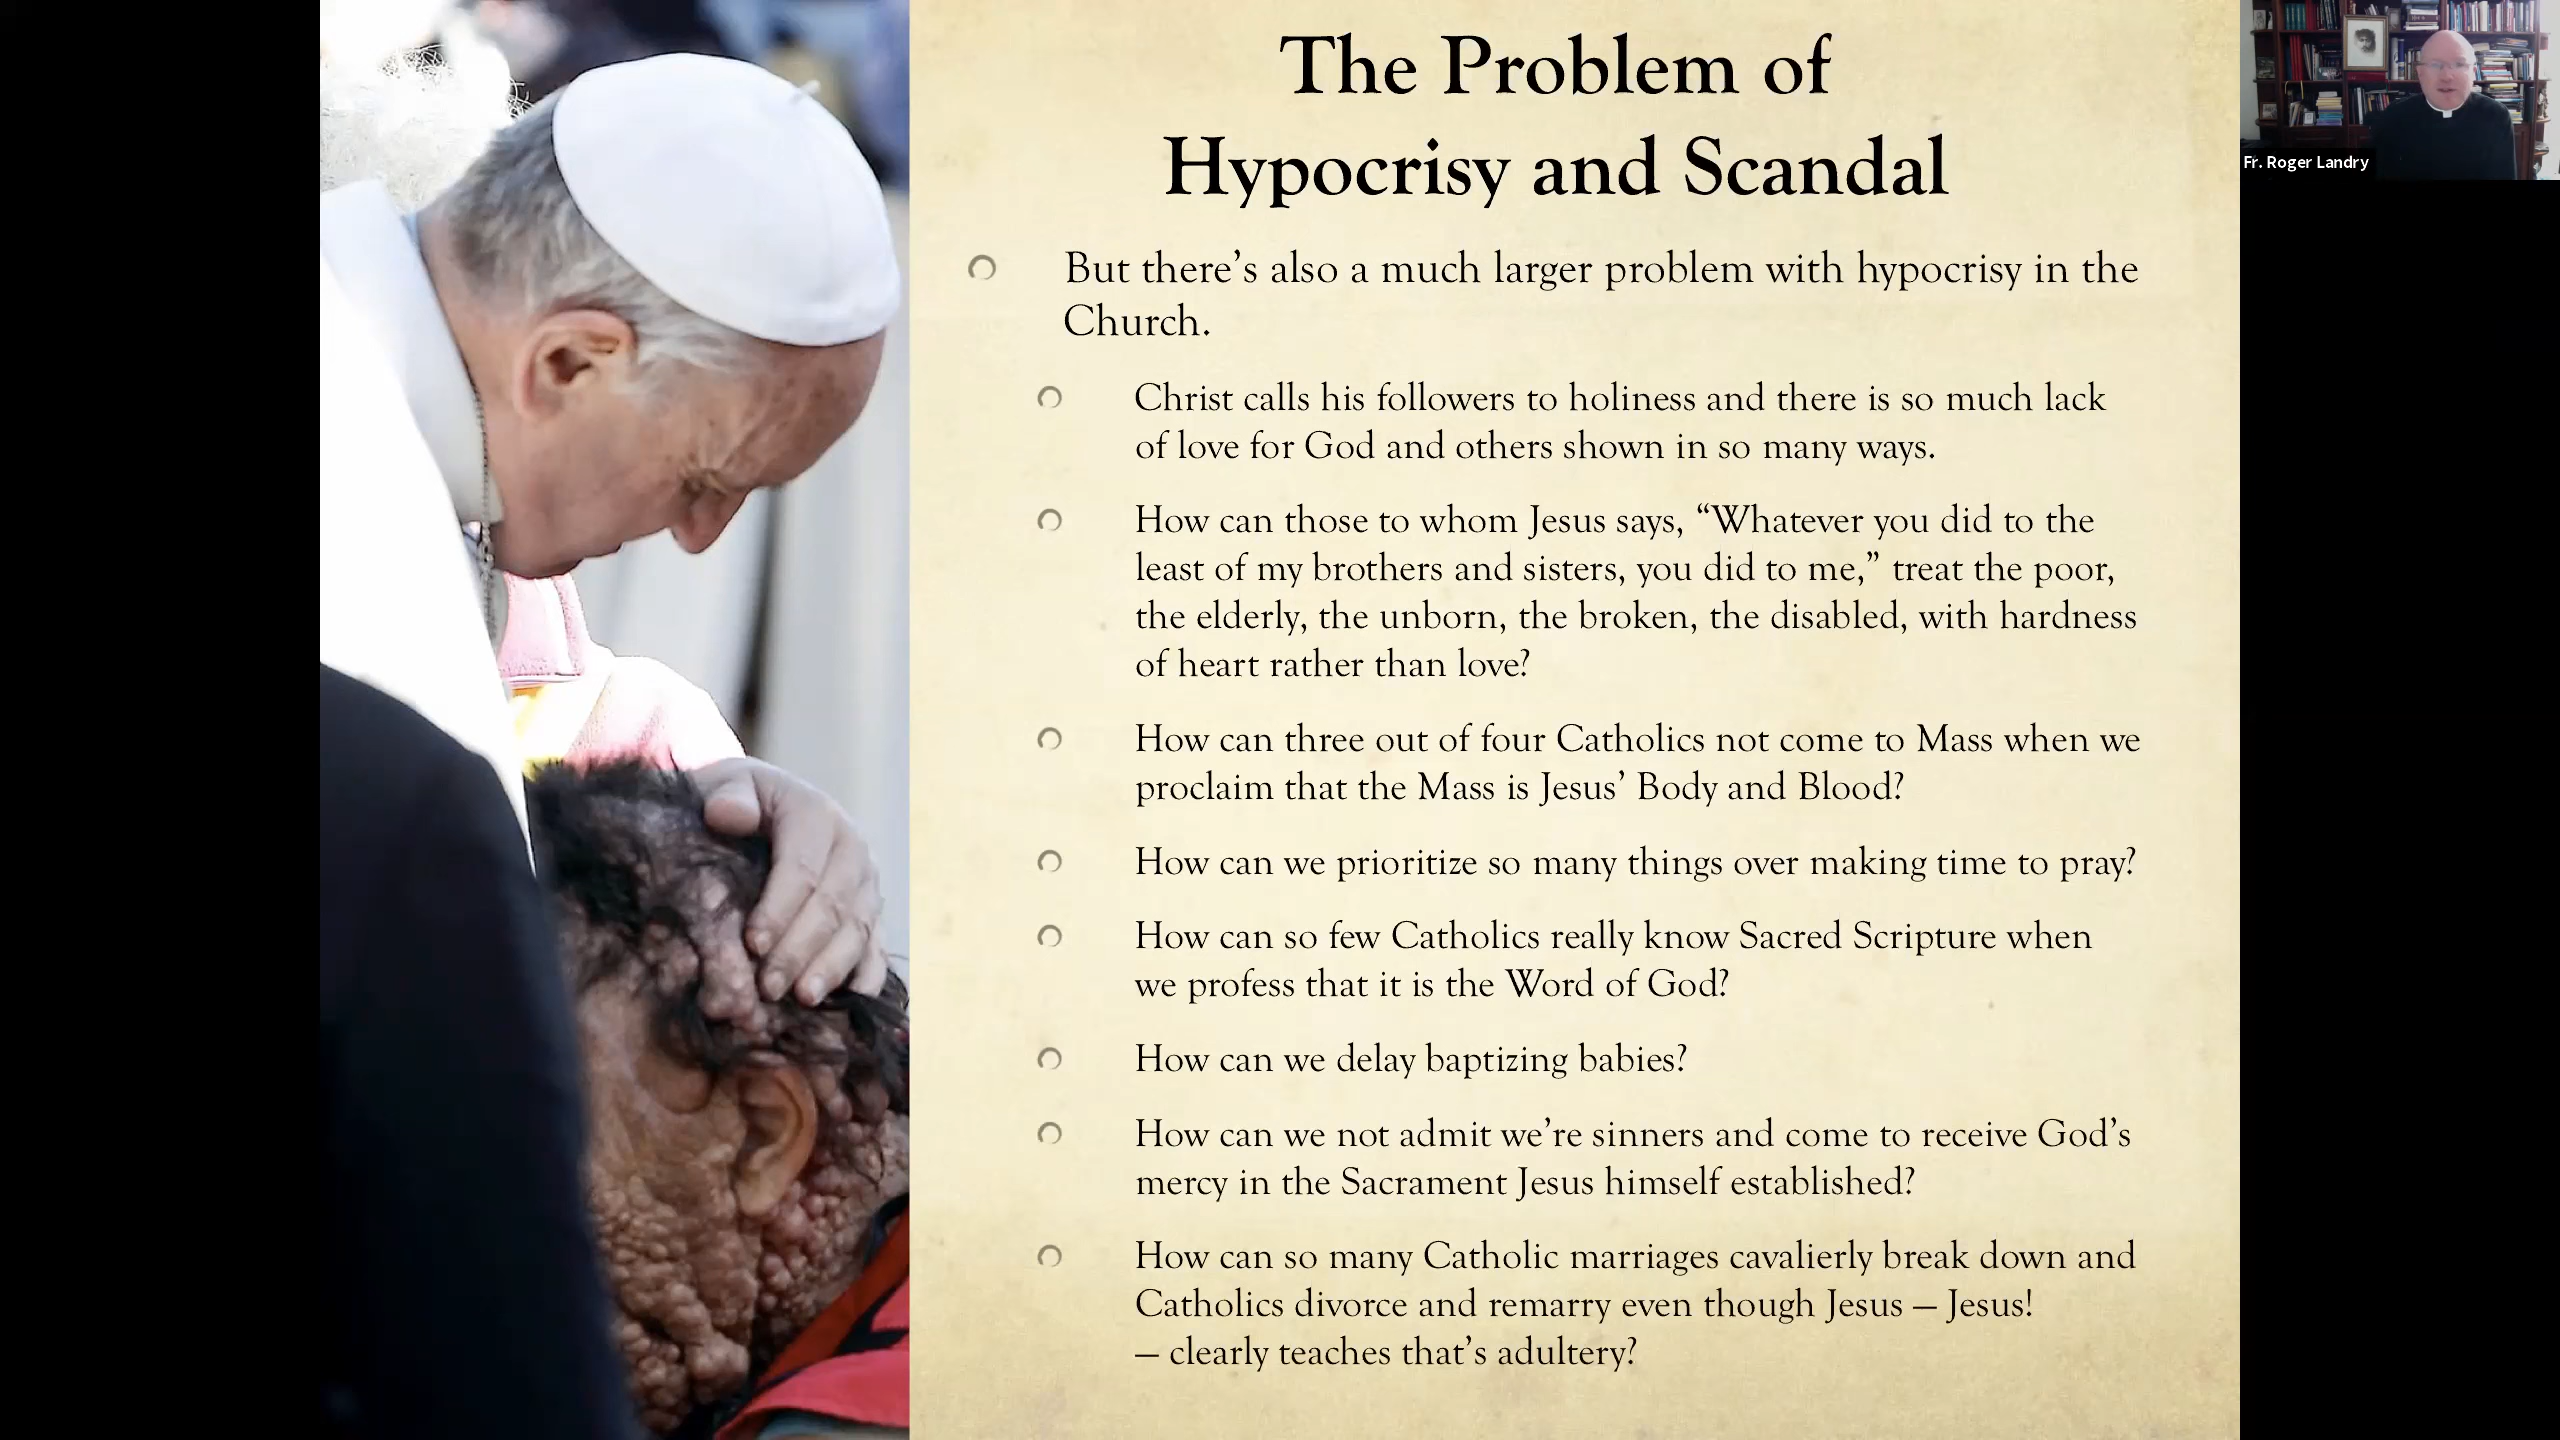 The Problem of
Hypocrisy and Scandal
But there’s also a much larger problem with hypocrisy in the
Church.
Christ calls his followers to holiness and there is so much lack
of love for God and others shown in so many ways.
How can those to whom Jesus says, “Whatever you did to the
least of my brothers and sisters, you did to me,” treat the poor,
the elderly, the unborn, the broken, the disabled, with hardness
of heart rather than love?
How can three out of four Catholics not come to Mass when we
proclaim that the Mass is Jesus’ Body and Blood?
How can we prioritize so many things over making time to pray?
How can so few Catholics really know Sacred Scripture when
we profess that it is the Word of God?
How can we delay baptizing babies?
How can we not admit we’re sinners and come to receive God’s
mercy in the Sacrament Jesus himself established?
How can so many Catholic marriages cavalierly break down and
Catholics divorce and remarry even though Jesus — Jesus!
— clearly teaches that’s adultery?
Fr. Roger Landry